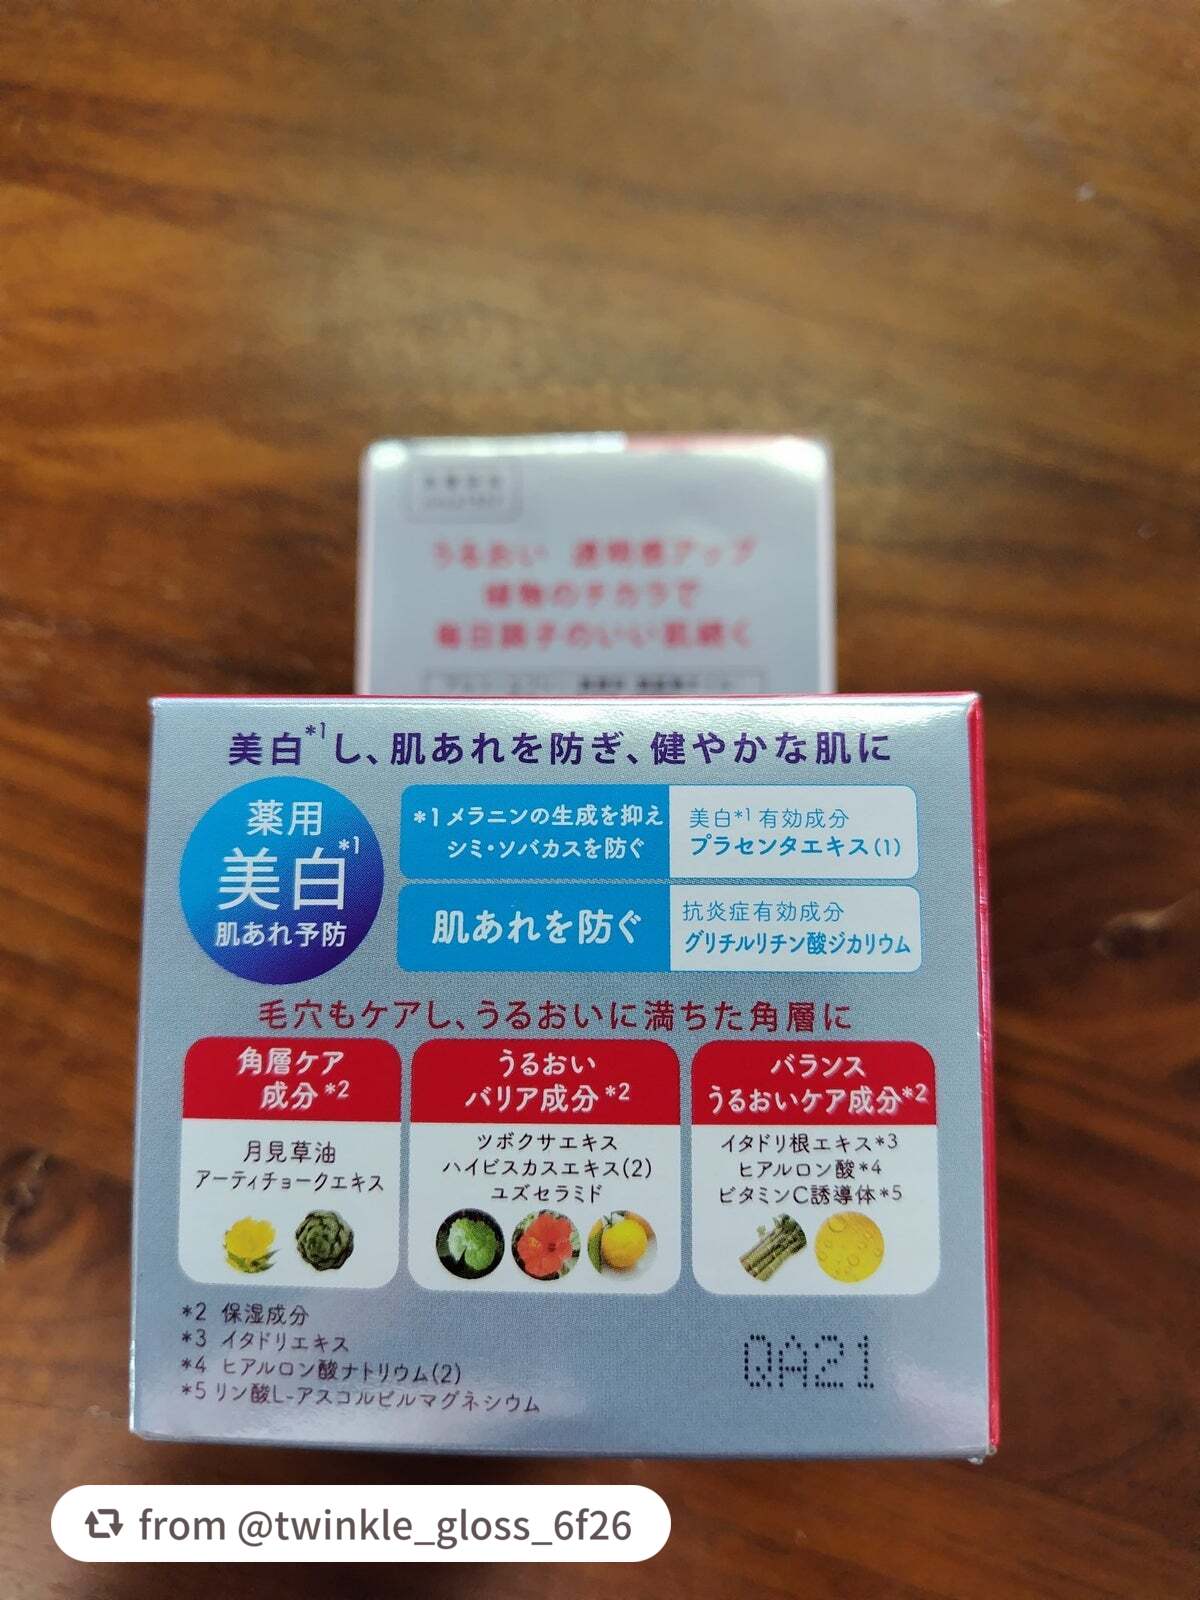 うるおい 透明感アップ
植物のチカラで
毎日調子のいい肌続く
美白*1し、肌あれを防ぎ、健やかな肌に
薬用
美白*1
肌あれ予防
*1メラニンの生成を抑え
シミ・ソバカスを防ぐ
美白*1有効成分
プラセンタエキス(1)
肌あれを防ぐ
抗炎症有効成分
グリチルリチン酸ジカリウム
毛穴もケアし、うるおいに満ちた角層に
角層ケア
成分*2
月見草油
アーティチョークエキス
うるおい
バリア成分*2
ツボクサエキス
ハイビスカスエキス(2)
ユズセラミド
バランス
うるおいケア成分*2
イタドリ根エキス*3
ヒアルロン酸*4
ビタミンC誘導体*5
*2 保湿成分
*3 イタドリエキス
*4 ヒアルロン酸ナトリウム(2)
*5 リン酸L-アスコルビルマグネシウム
QA21
from @twinkle_gloss_6f26